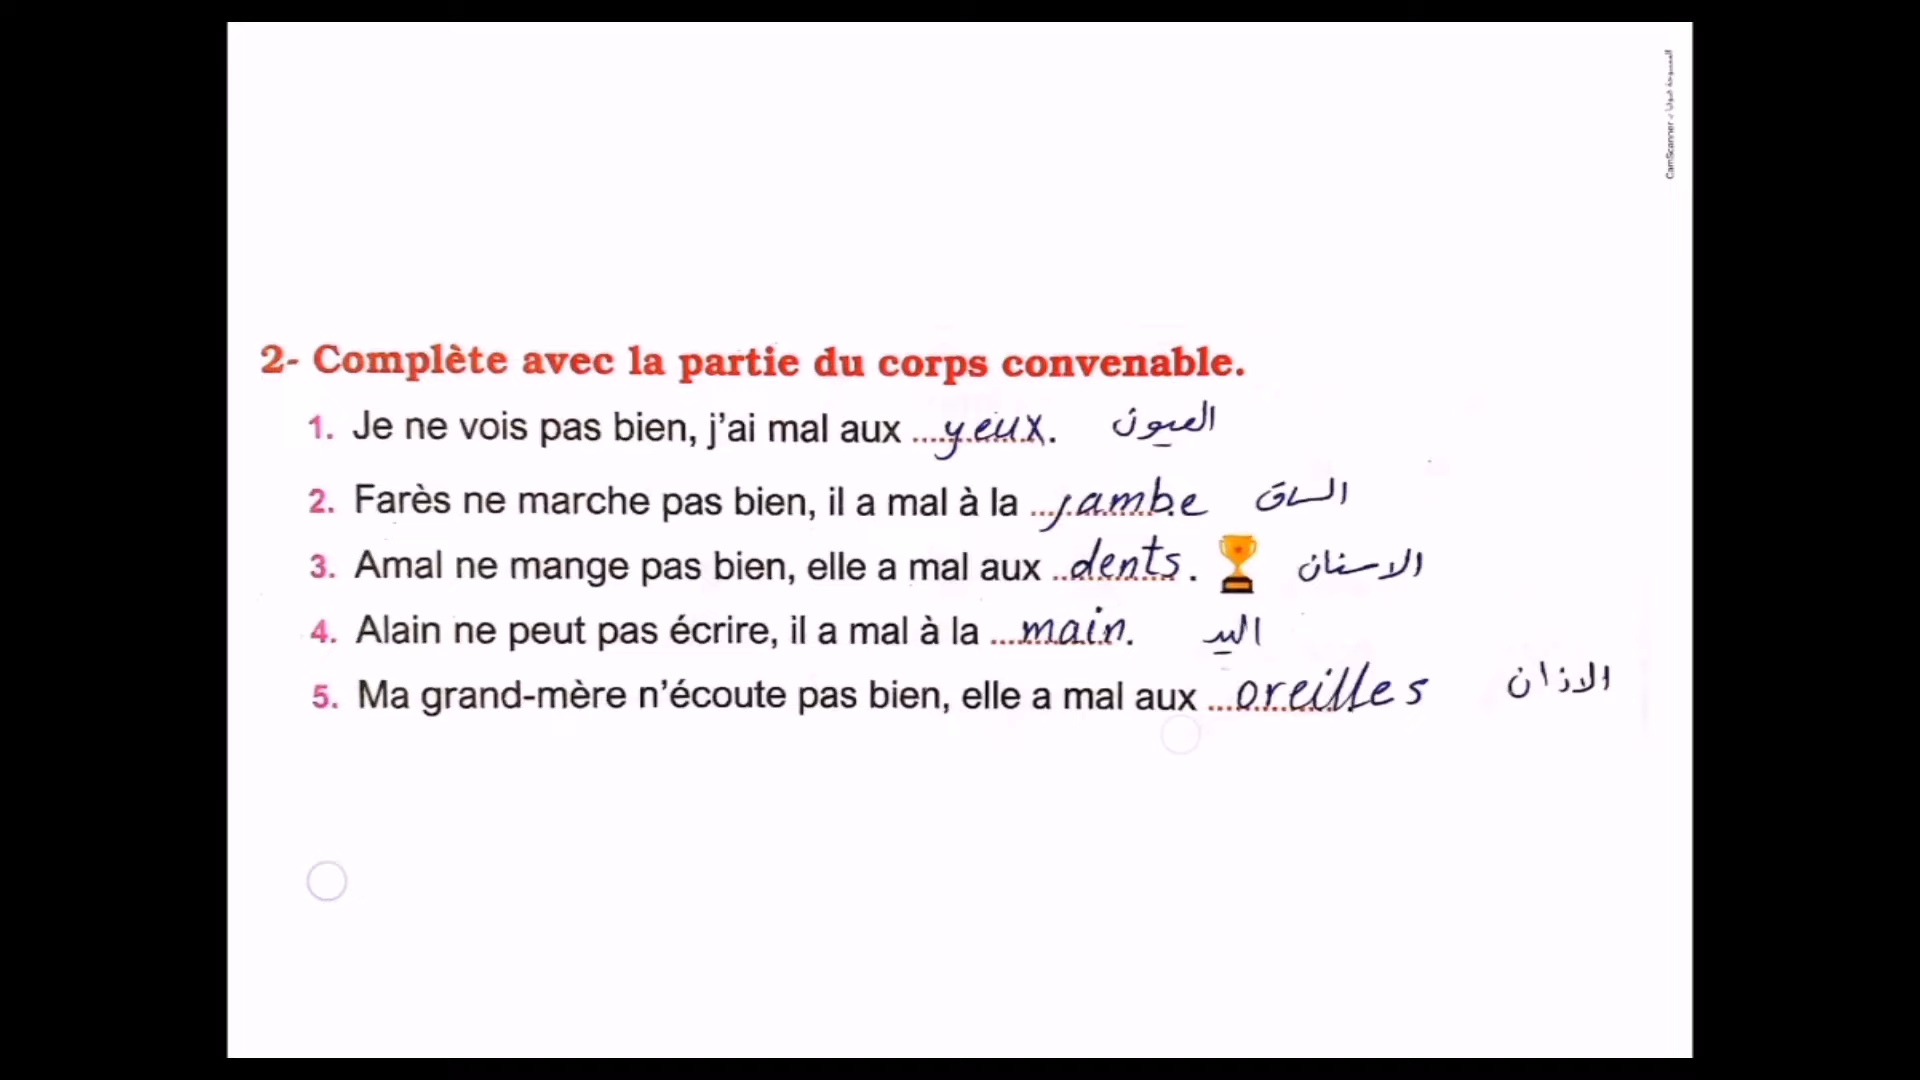 2- Complète avec la partie du corps convenable.
1. Je ne vois pas bien, j'ai mal aux ....yeux. العيون
2. Farès ne marche pas bien, il a mal à la ...jambe الساق
3. Amal ne mange pas bien, elle a mal aux ..dents. الاسنان
4. Alain ne peut pas écrire, il a mal à la ...main. اليد
5. Ma grand-mère n'écoute pas bien, elle a mal aux ...oreilles الاذان
CamScanner